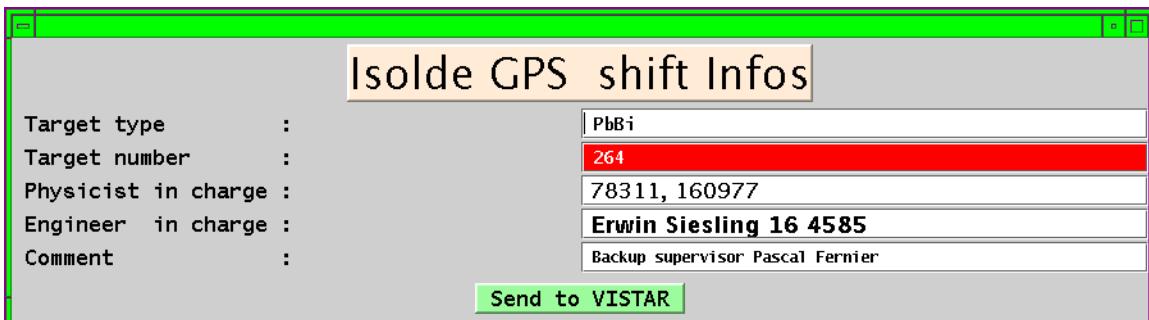 Isolde GPS shift Infos
Target type : PbBi
Target number : 264
Physicist in charge : 78311, 160977
Engineer in charge : Erwin Siesling 16 4585
Comment : Backup supervisor Pascal Fernier
Send to VISTAR